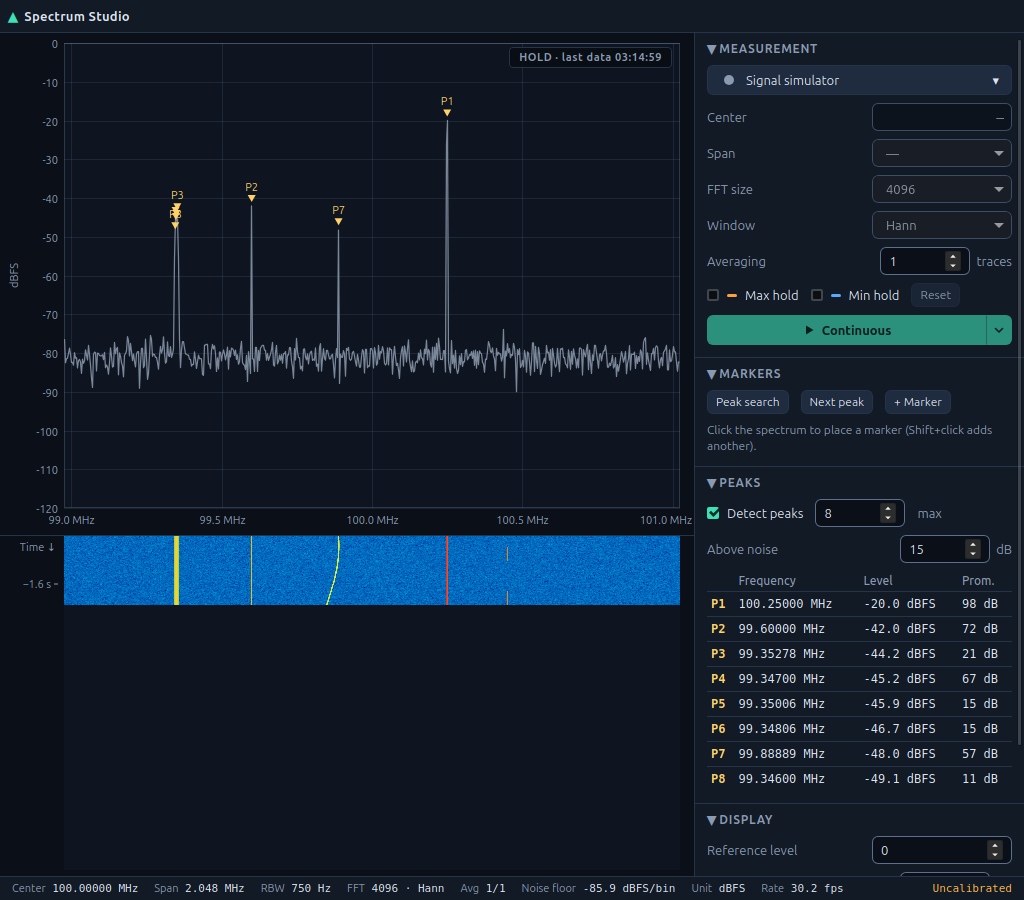 Spectrum Studio
HOLD · last data 03:14:59
0
-10
-20
-30
-40
-50
-60
-70
-80
-90
-100
-110
-120
dBFS
P1
P2
P3
P7
99.0 MHz 99.5 MHz 100.0 MHz 100.5 MHz 101.0 MHz
Time ↓
−1.6 s
MEASUREMENT
Signal simulator
Center –
Span —
FFT size 4096
Window Hann
Averaging 1 traces
Max hold Min hold Reset
Continuous
MARKERS
Peak search Next peak + Marker
Click the spectrum to place a marker (Shift+click adds
another).
PEAKS
Detect peaks 8 max
Above noise 15 dB
Frequency Level Prom.
P1 100.25000 MHz -20.0 dBFS 98 dB
P2 99.60000 MHz -42.0 dBFS 72 dB
P3 99.35278 MHz -44.2 dBFS 21 dB
P4 99.34700 MHz -45.2 dBFS 67 dB
P5 99.35006 MHz -45.9 dBFS 15 dB
P6 99.34806 MHz -46.7 dBFS 15 dB
P7 99.88889 MHz -48.0 dBFS 57 dB
P8 99.34600 MHz -49.1 dBFS 11 dB
DISPLAY
Reference level 0
Center 100.00000 MHz Span 2.048 MHz RBW 750 Hz FFT 4096 · Hann Avg 1/1 Noise floor -85.9 dBFS/bin Unit dBFS Rate 30.2 fps Uncalibrated